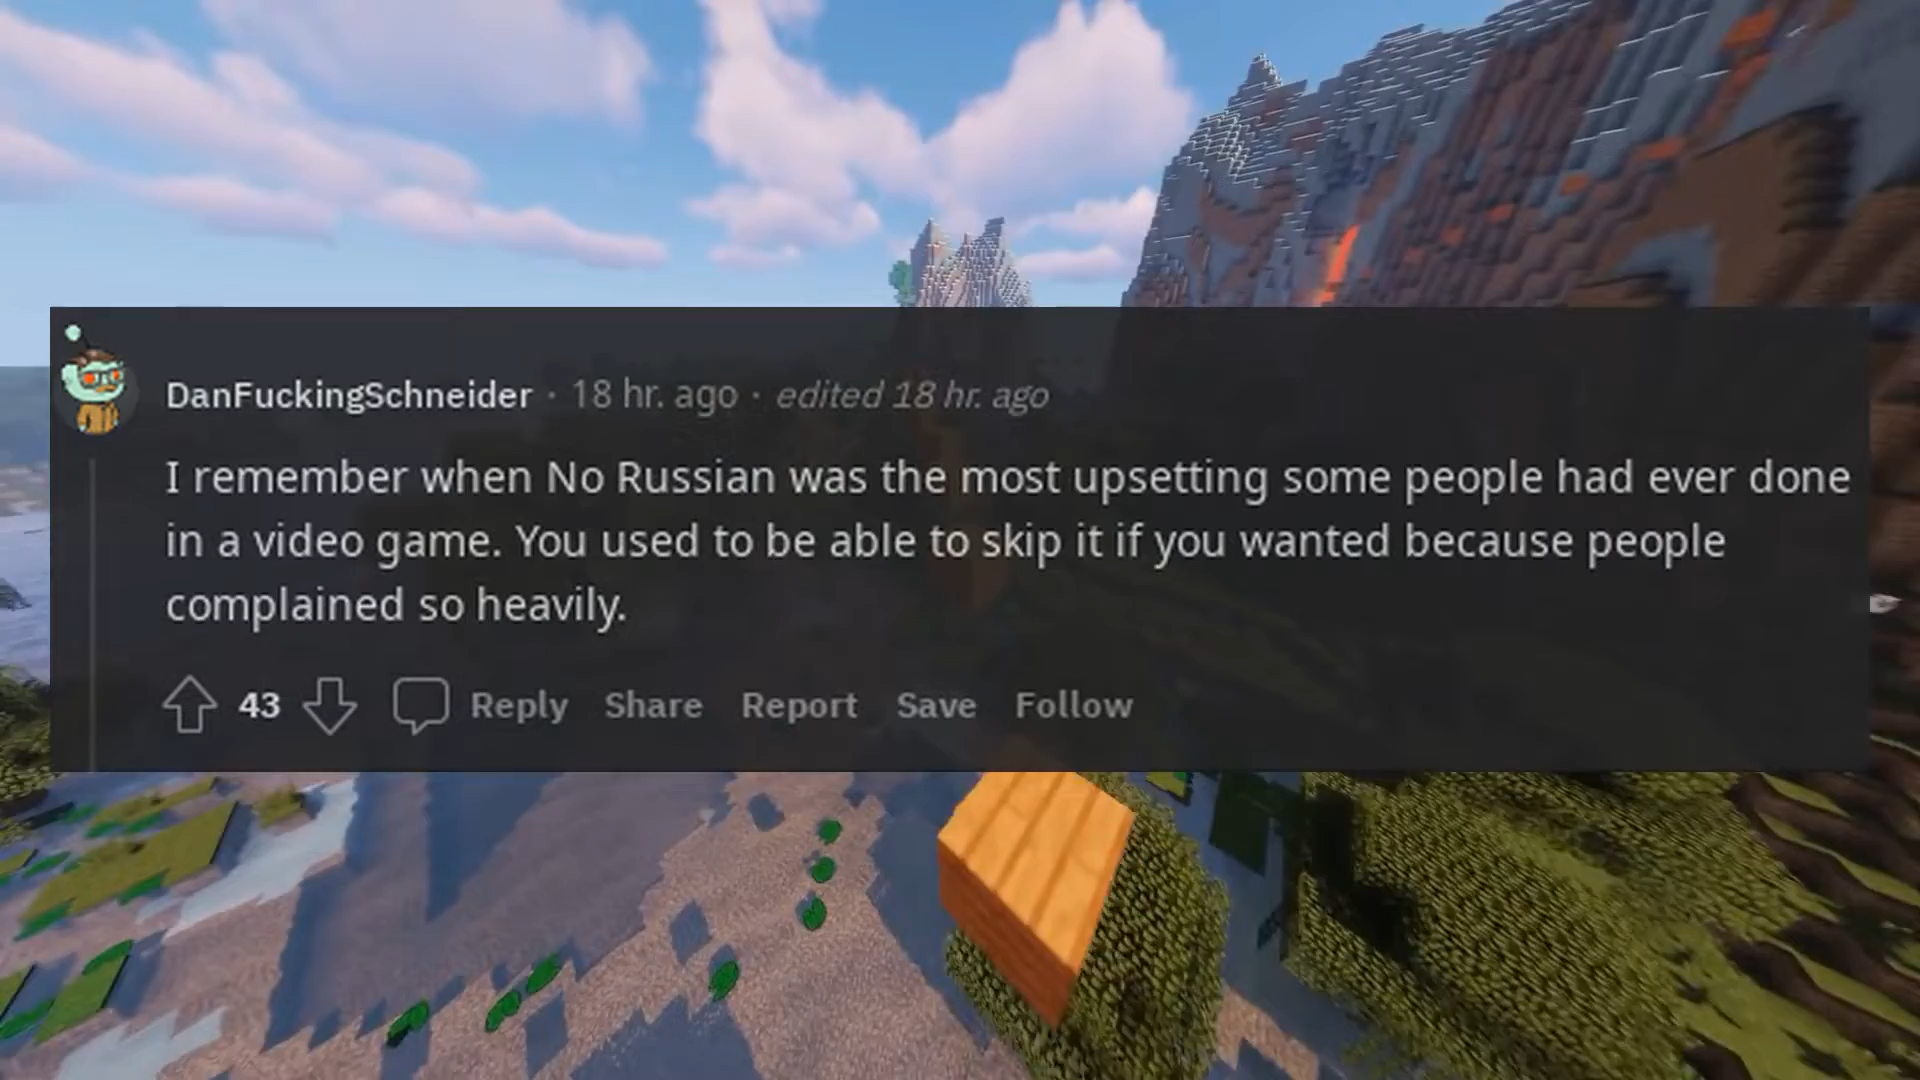 DanFuckingSchneider · 18 hr. ago · edited 18 hr. ago
I remember when No Russian was the most upsetting some people had ever done
in a video game. You used to be able to skip it if you wanted because people
complained so heavily.
43 Reply Share Report Save Follow